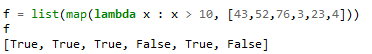 f = list(map(lambda x : x > 10, [43,52,76,3,23,4]))
f
[True, True, True, False, True, False]